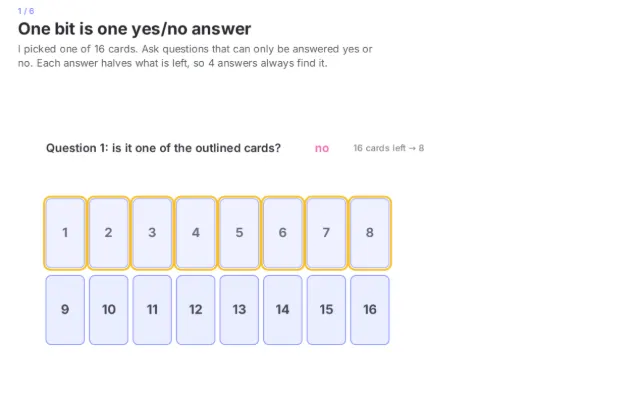 1 / 6
One bit is one yes/no answer
I picked one of 16 cards. Ask questions that can only be answered yes or
no. Each answer halves what is left, so 4 answers always find it.
Question 1: is it one of the outlined cards? no 16 cards left → 8
1 2 3 4 5 6 7 8
9 10 11 12 13 14 15 16